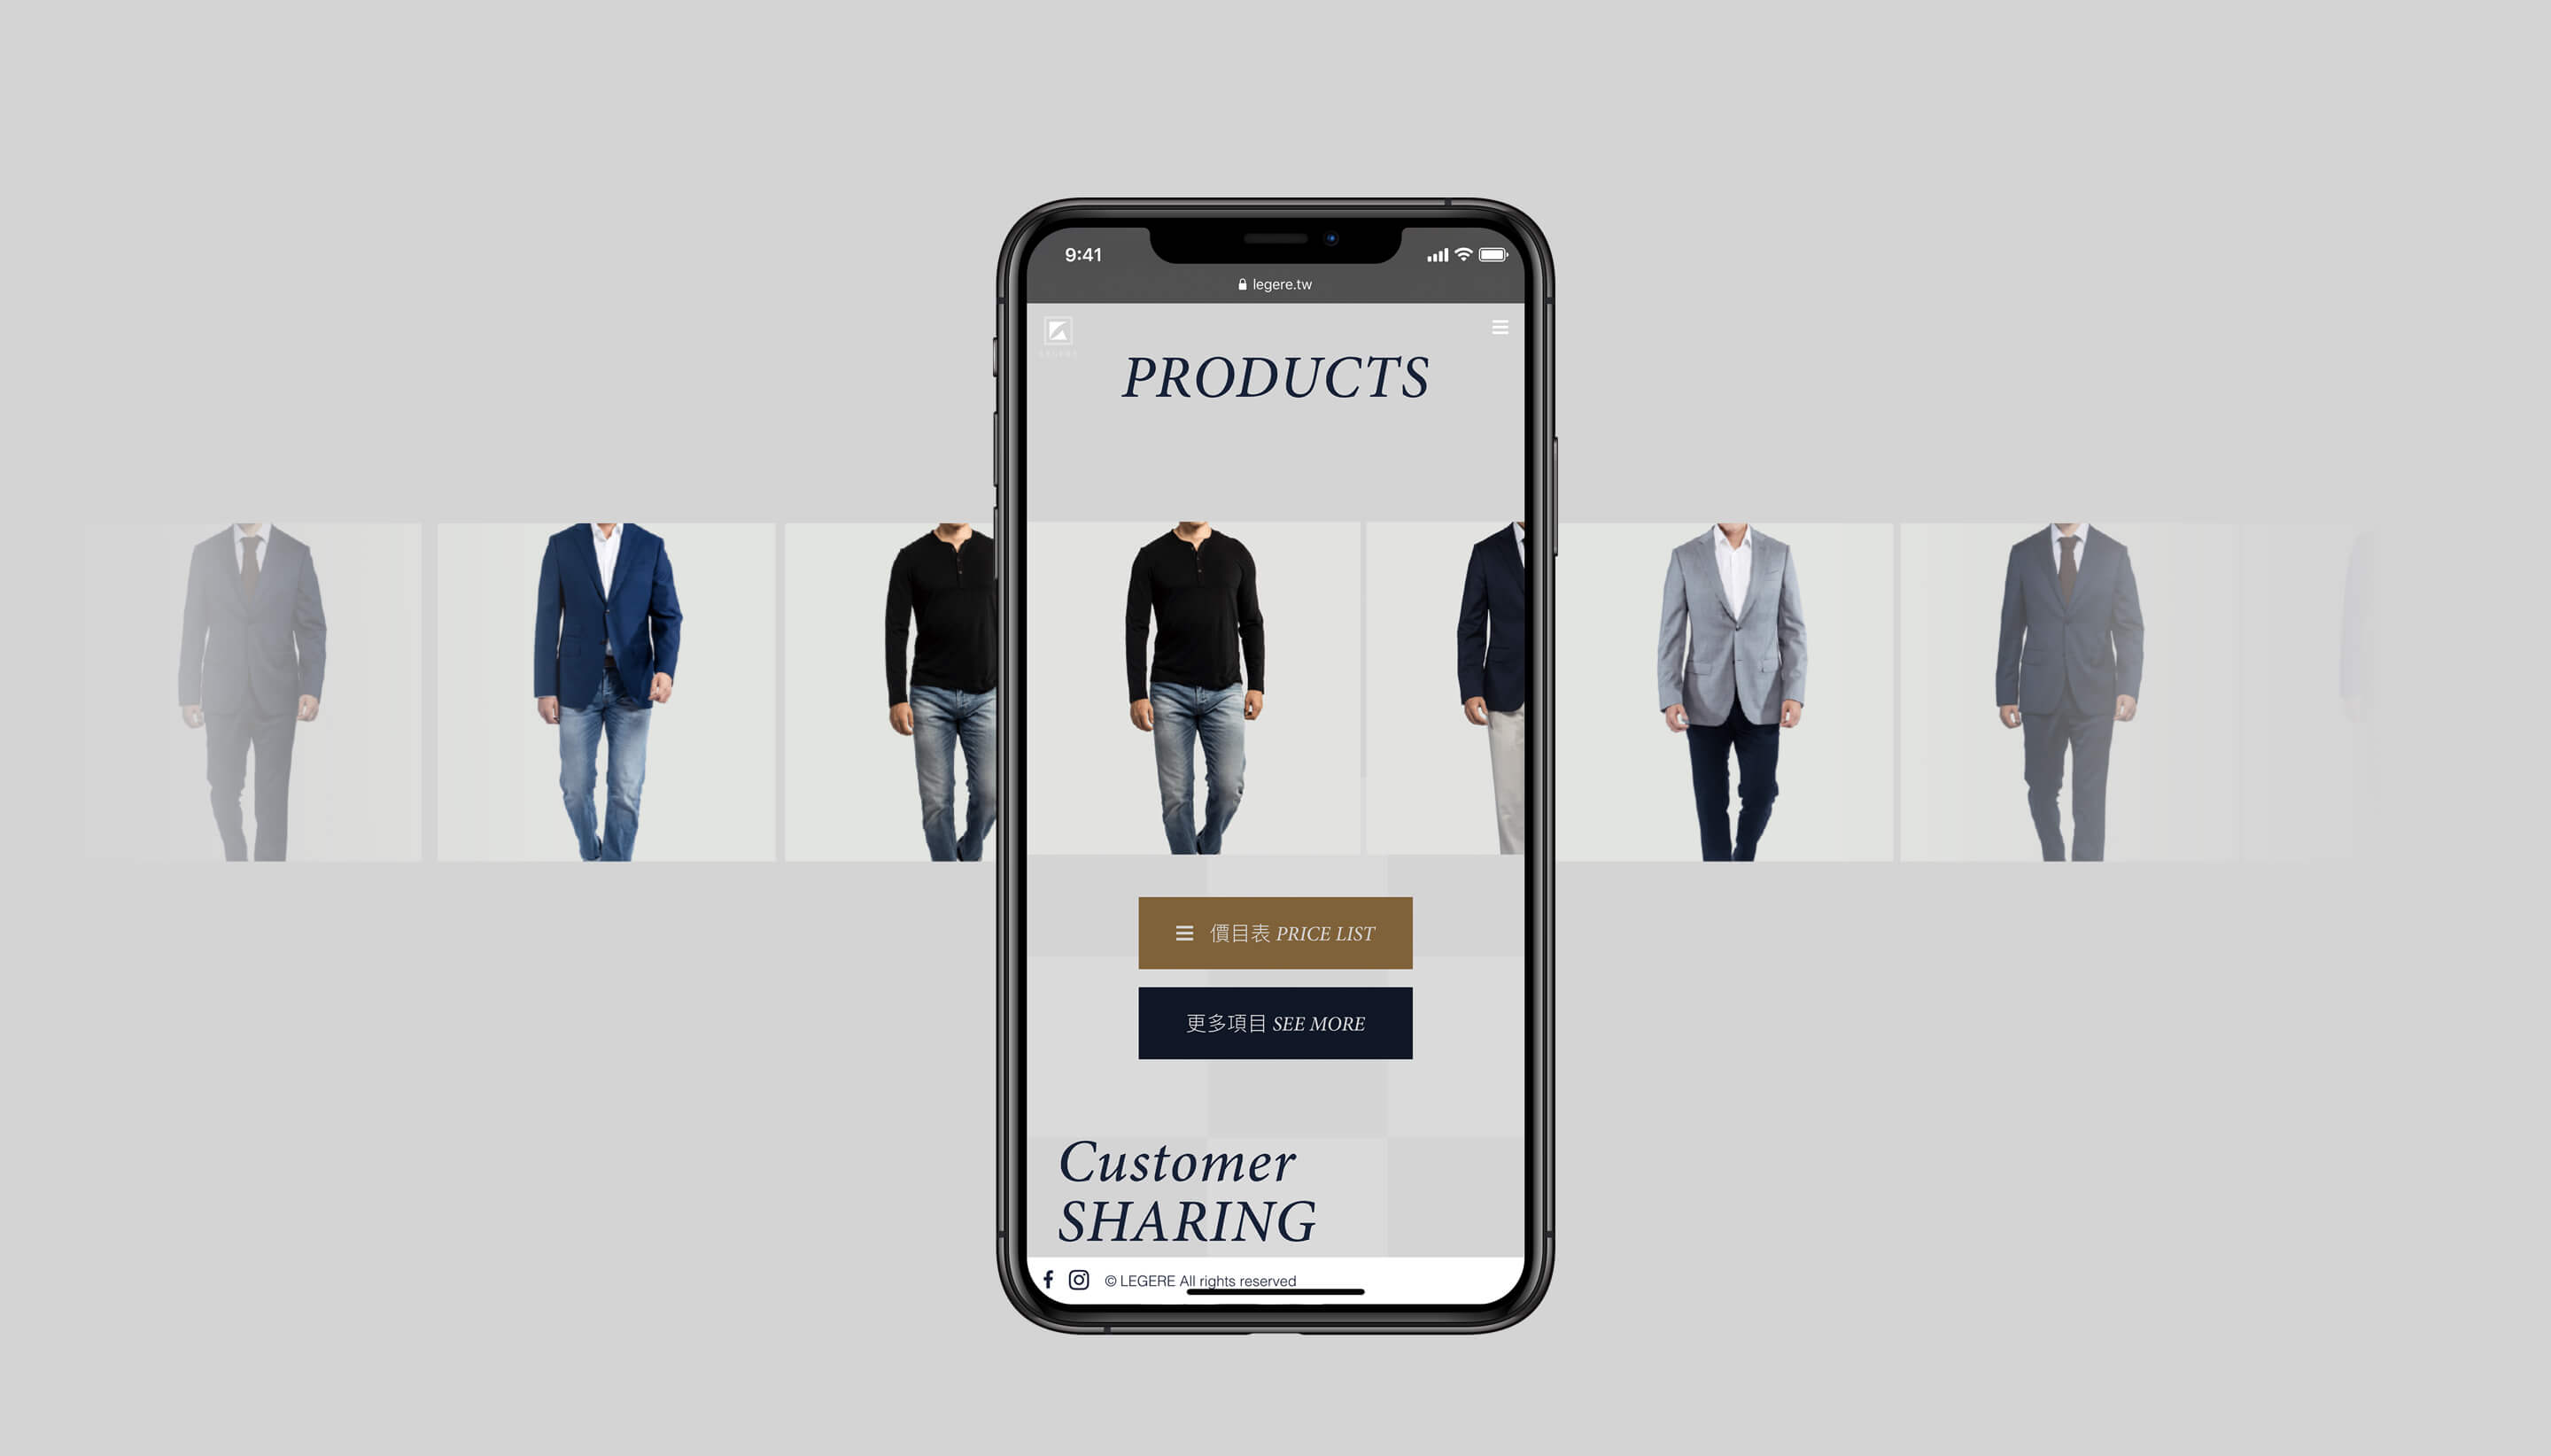 9:41
legere.tw
LEGERE
PRODUCTS
價目表 PRICE LIST
更多項目 SEE MORE
Customer
SHARING
© LEGERE All rights reserved